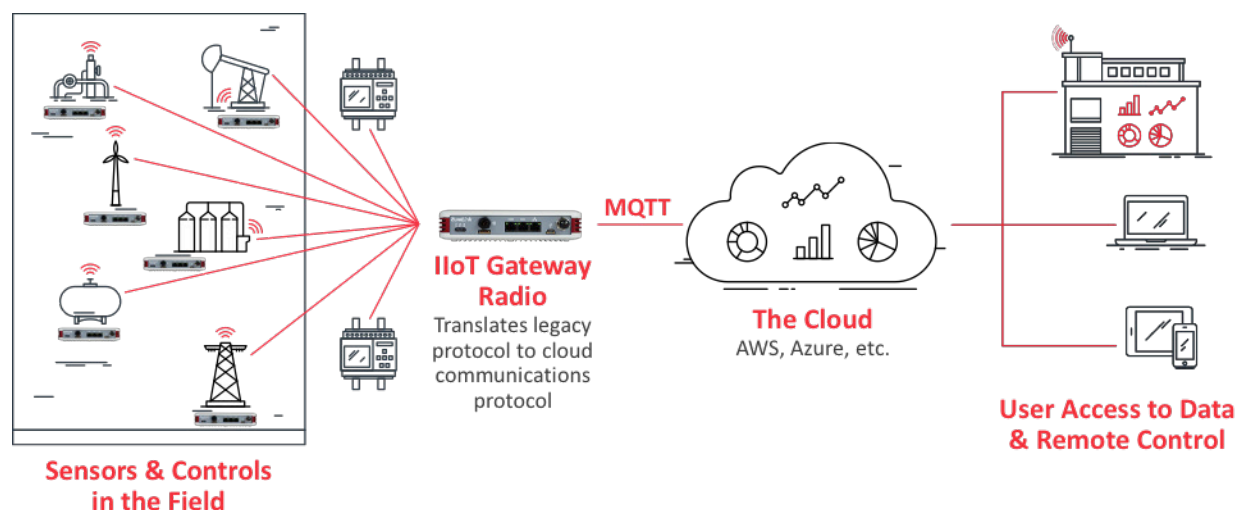 MQTT
IIoT Gateway
Radio
Translates legacy
protocol to cloud
communications
protocol
The Cloud
AWS, Azure, etc.
User Access to Data
& Remote Control
Sensors & Controls
in the Field